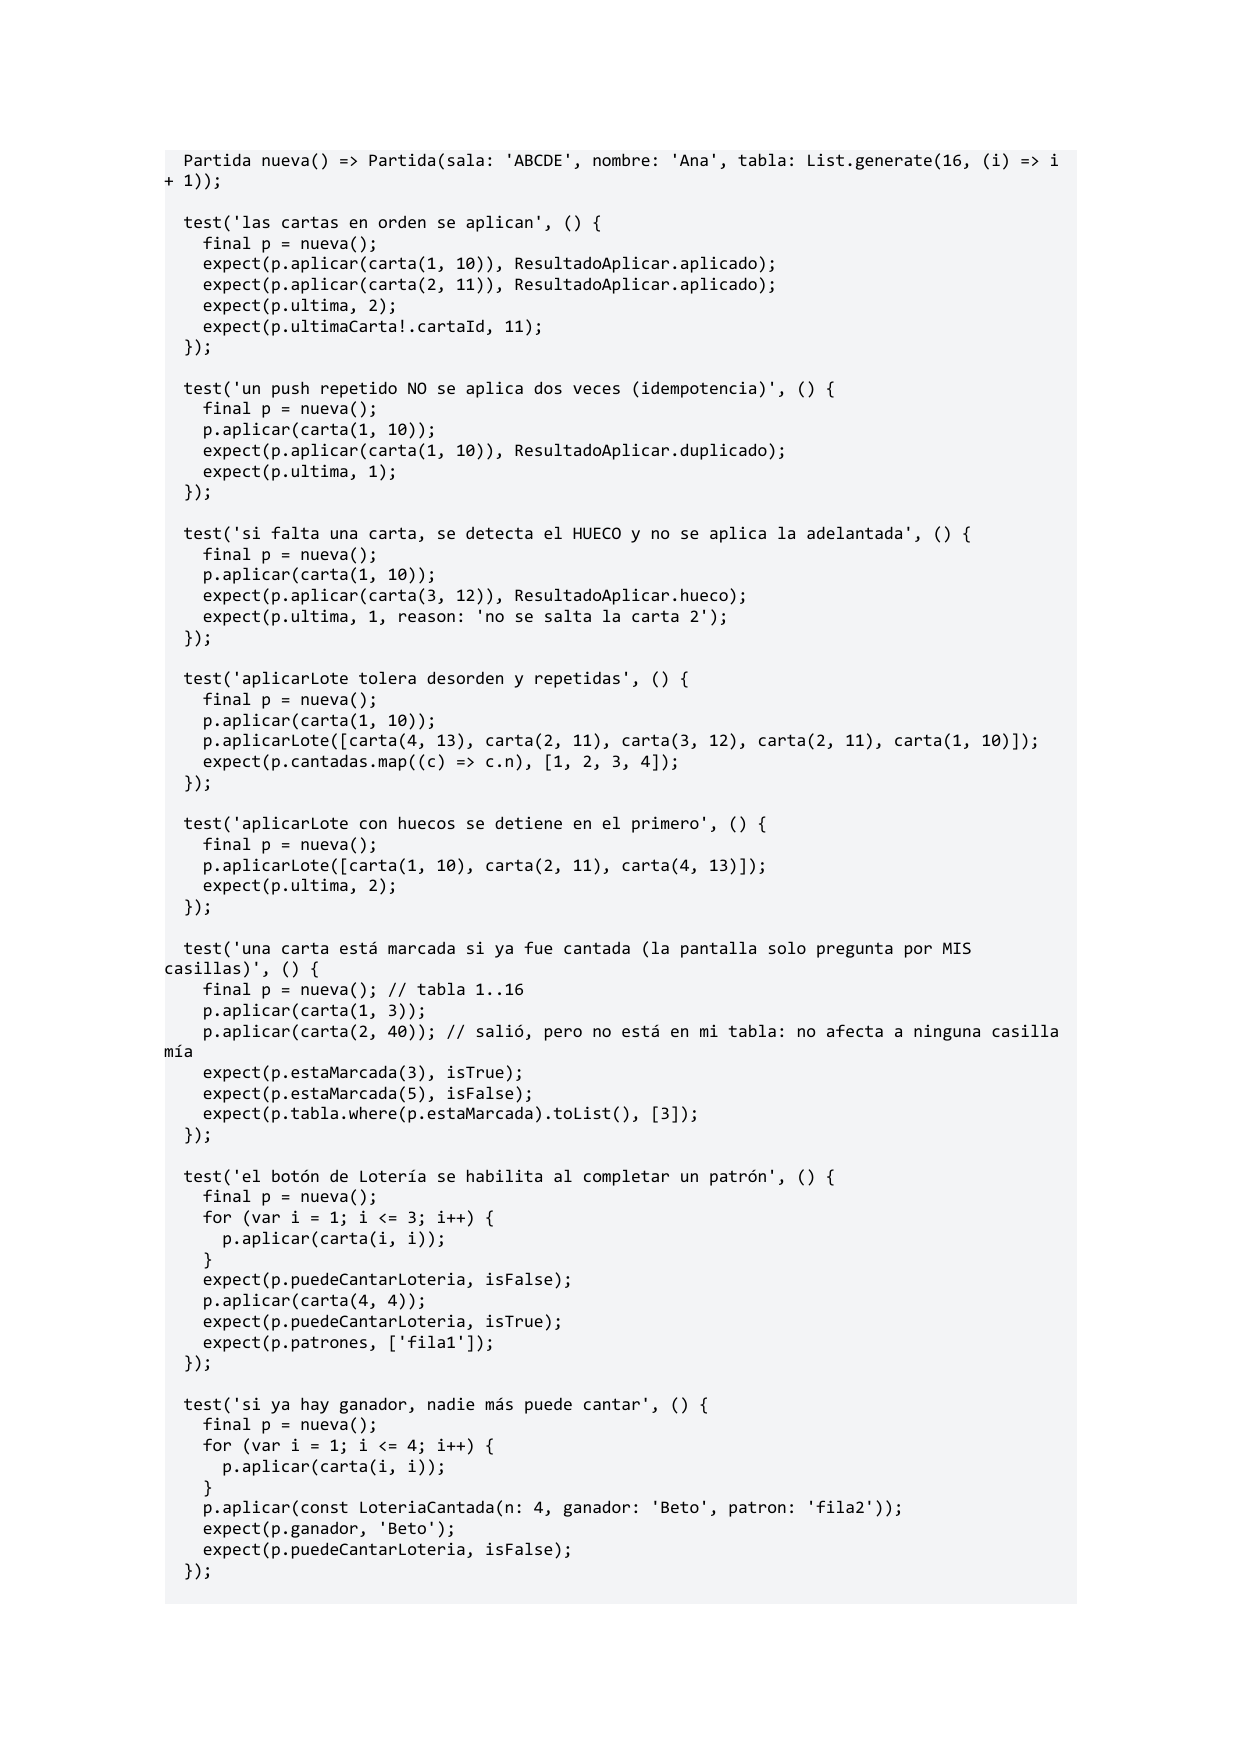 Partida nueva() => Partida(sala: 'ABCDE', nombre: 'Ana', tabla: List.generate(16, (i) => i
+ 1));
test('las cartas en orden se aplican', () {
final p = nueva();
expect(p.aplicar(carta(1, 10)), ResultadoAplicar.aplicado);
expect(p.aplicar(carta(2, 11)), ResultadoAplicar.aplicado);
expect(p.ultima, 2);
expect(p.ultimaCarta!.cartaId, 11);
});
test('un push repetido NO se aplica dos veces (idempotencia)', () {
final p = nueva();
p.aplicar(carta(1, 10));
expect(p.aplicar(carta(1, 10)), ResultadoAplicar.duplicado);
expect(p.ultima, 1);
});
test('si falta una carta, se detecta el HUECO y no se aplica la adelantada', () {
final p = nueva();
p.aplicar(carta(1, 10));
expect(p.aplicar(carta(3, 12)), ResultadoAplicar.hueco);
expect(p.ultima, 1, reason: 'no se salta la carta 2');
});
test('aplicarLote tolera desorden y repetidas', () {
final p = nueva();
p.aplicar(carta(1, 10));
p.aplicarLote([carta(4, 13), carta(2, 11), carta(3, 12), carta(2, 11), carta(1, 10)]);
expect(p.cantadas.map((c) => c.n), [1, 2, 3, 4]);
});
test('aplicarLote con huecos se detiene en el primero', () {
final p = nueva();
p.aplicarLote([carta(1, 10), carta(2, 11), carta(4, 13)]);
expect(p.ultima, 2);
});
test('una carta está marcada si ya fue cantada (la pantalla solo pregunta por MIS
casillas)', () {
final p = nueva(); // tabla 1..16
p.aplicar(carta(1, 3));
p.aplicar(carta(2, 40)); // salió, pero no está en mi tabla: no afecta a ninguna casilla
mía
expect(p.estaMarcada(3), isTrue);
expect(p.estaMarcada(5), isFalse);
expect(p.tabla.where(p.estaMarcada).toList(), [3]);
});
test('el botón de Lotería se habilita al completar un patrón', () {
final p = nueva();
for (var i = 1; i <= 3; i++) {
p.aplicar(carta(i, i));
}
expect(p.puedeCantarLoteria, isFalse);
p.aplicar(carta(4, 4));
expect(p.puedeCantarLoteria, isTrue);
expect(p.patrones, ['fila1']);
});
test('si ya hay ganador, nadie más puede cantar', () {
final p = nueva();
for (var i = 1; i <= 4; i++) {
p.aplicar(carta(i, i));
}
p.aplicar(const LoteriaCantada(n: 4, ganador: 'Beto', patron: 'fila2'));
expect(p.ganador, 'Beto');
expect(p.puedeCantarLoteria, isFalse);
});